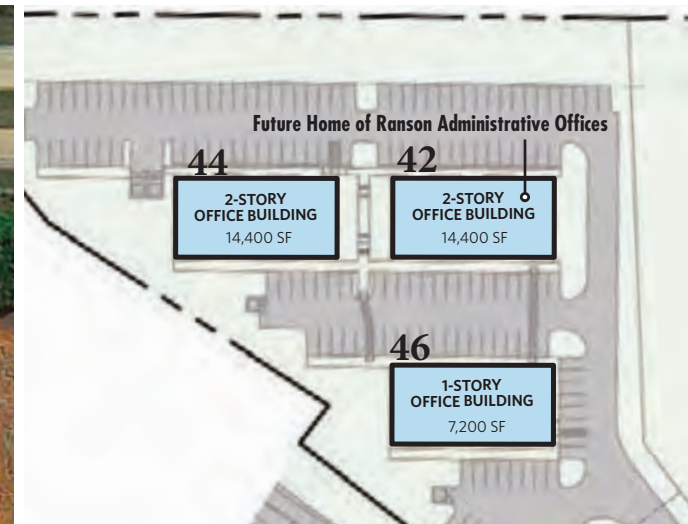 Future Home of Ranson Administrative Offices
44
2-STORY
OFFICE BUILDING
14,400 SF
42
2-STORY
OFFICE BUILDING
14,400 SF
46
1-STORY
OFFICE BUILDING
7,200 SF